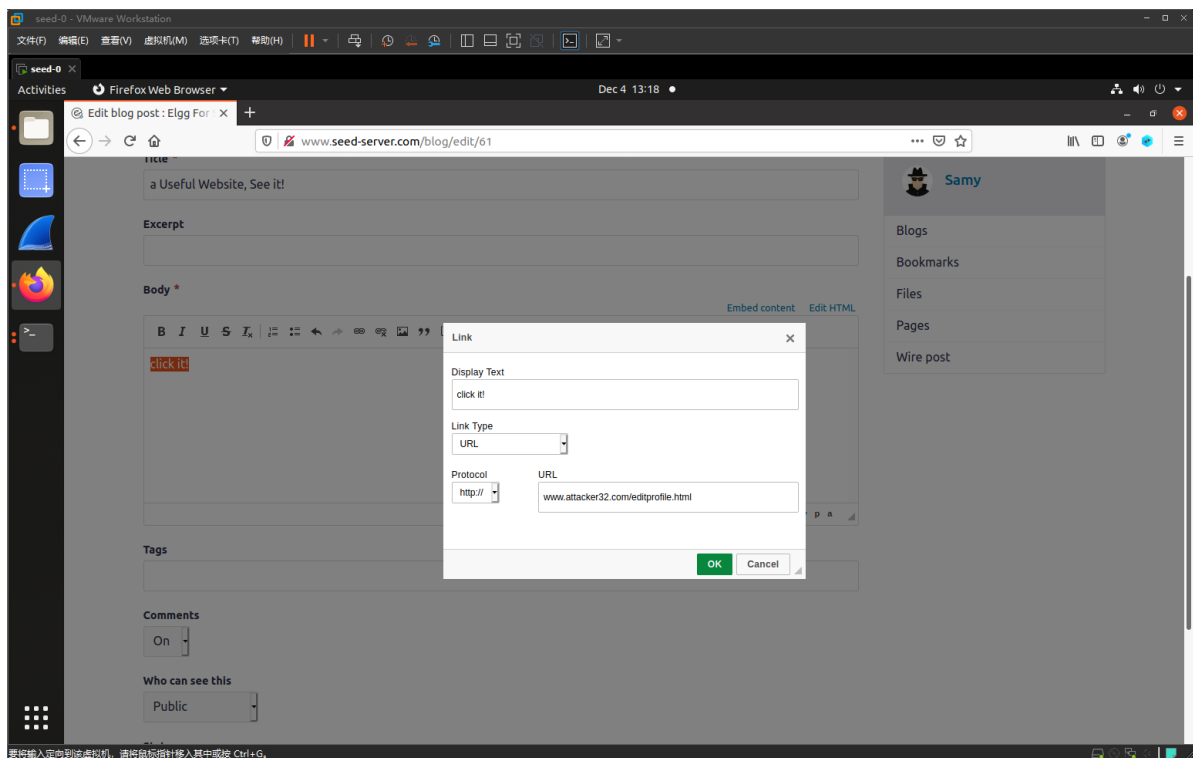 seed-0 - VMware Workstation
文件(F) 编辑(E) 查看(V) 虚拟机(M) 选项卡(T) 帮助(H)
seed-0
Activities Firefox Web Browser Dec 4 13:18
Edit blog post : Elgg For
www.seed-server.com/blog/edit/61
Title
a Useful Website, See it!
Samy
Excerpt
Blogs
Bookmarks
Body *
Files
Embed content Edit HTML
Pages
B I U S Ix
Wire post
click it!
Link
Display Text
click it!
Link Type
URL
Protocol URL
http:// www.attacker32.com/editprofile.html
p a
OK Cancel
Tags
Comments
On
Who can see this
Public
要将输入定向到该虚拟机，请将鼠标指针移入其中或按 Ctrl+G。